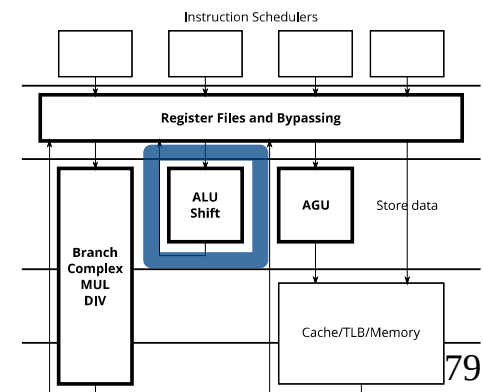 Instruction Schedulers
Register Files and Bypassing
ALU
Shift
AGU
Store data
Branch
Complex
MUL
DIV
Cache/TLB/Memory
79